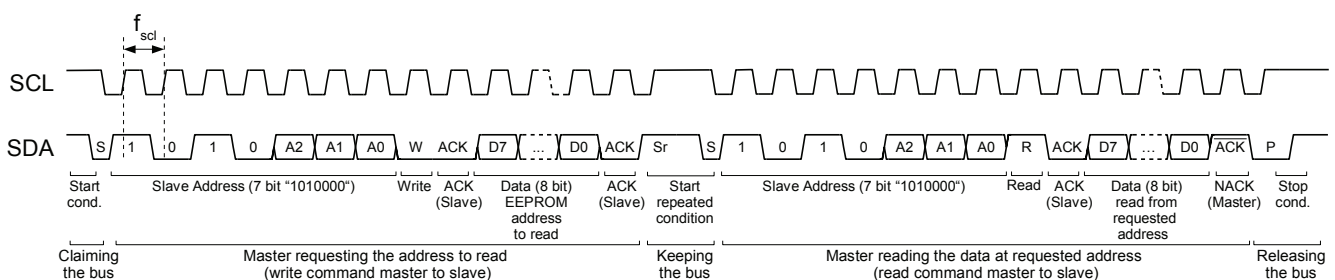 f scl
SCL
SDA S 1 0 1 0 A2 A1 A0 W ACK D7 ... D0 ACK Sr S 1 0 1 0 A2 A1 A0 R ACK D7 ... D0 ACK P
Start Slave Address (7 bit “1010000“) Write ACK Data (8 bit) ACK Start Slave Address (7 bit “1010000“) Read ACK Data (8 bit) NACK Stop
cond. (Slave) EEPROM (Slave) repeated (Slave) read from (Master) cond.
address condition requested
to read address
Claiming Master requesting the address to read Keeping Master reading the data at requested address Releasing
the bus (write command master to slave) the bus (read command master to slave) the bus